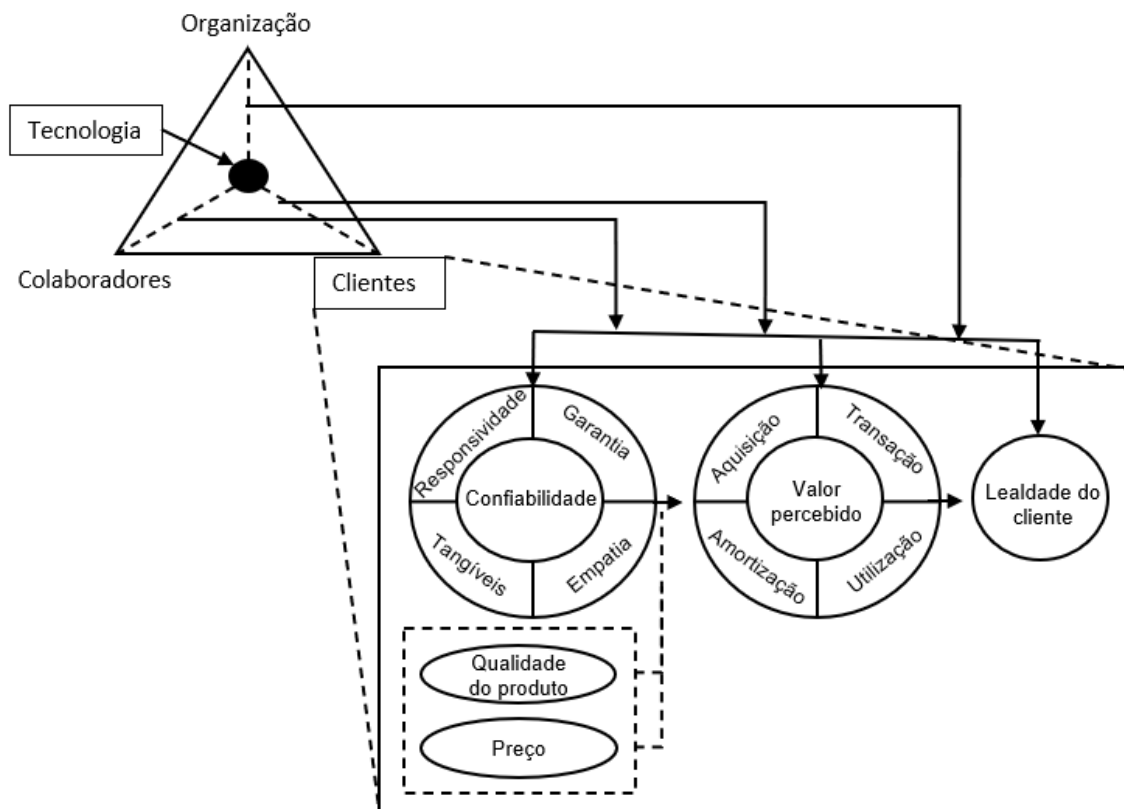 Organização
Tecnologia
Colaboradores
Clientes
Responsividade
Garantia
Confiabilidade
Tangíveis
Empatia
Aquisição
Transação
Valor
percebido
Amortização
Utilização
Lealdade do
cliente
Qualidade
do produto
Preço